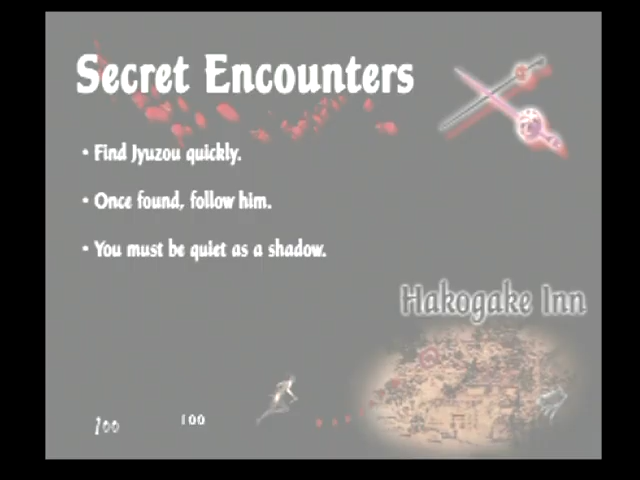 Secret Encounters
• Find Jyuzou quickly.
• Once found, follow him.
• You must be quiet as a shadow.
Hakogake Inn
100
100